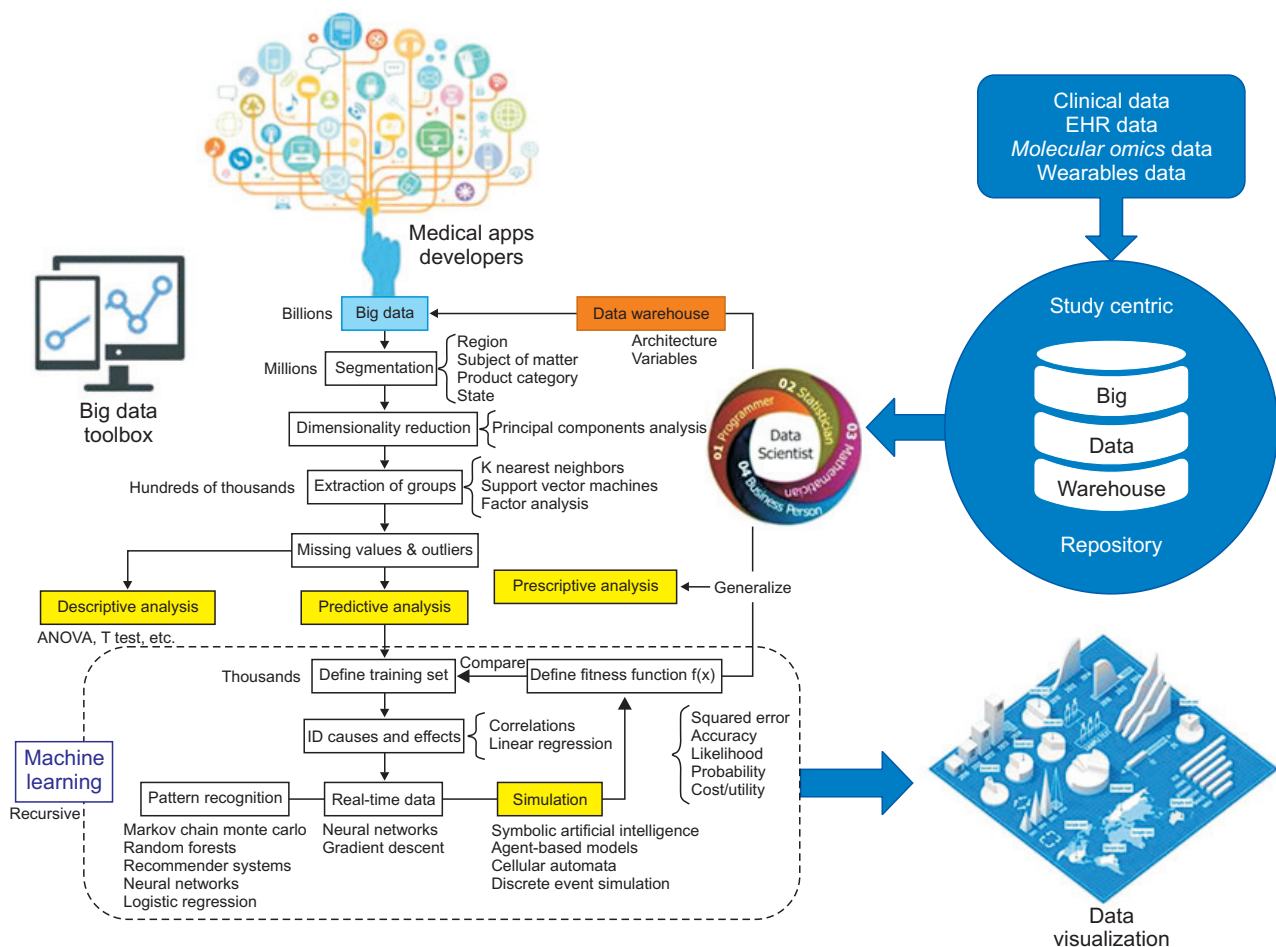 Clinical data
EHR data
Molecular omics data
Wearables data
Medical apps
developers
Big data
toolbox
Billions
Big data
Data warehouse
Architecture
Variables
Millions
Segmentation
Region
Subject of matter
Product category
State
Dimensionality reduction
Principal components analysis
Hundreds of thousands
Extraction of groups
K nearest neighbors
Support vector machines
Factor analysis
Missing values & outliers
Descriptive analysis
ANOVA, T test, etc.
Predictive analysis
Prescriptive analysis
Generalize
01 Programmer
02 Statistician
03 Mathematician
04 Business Person
Data
Scientist
Study centric
Big
Data
Warehouse
Repository
Thousands
Define training set
Compare
Define fitness function f(x)
Squared error
Accuracy
Likelihood
Probability
Cost/utility
ID causes and effects
Correlations
Linear regression
Machine
learning
Recursive
Pattern recognition
Markov chain monte carlo
Random forests
Recommender systems
Neural networks
Logistic regression
Real-time data
Neural networks
Gradient descent
Simulation
Symbolic artificial intelligence
Agent-based models
Cellular automata
Discrete event simulation
Data
visualization